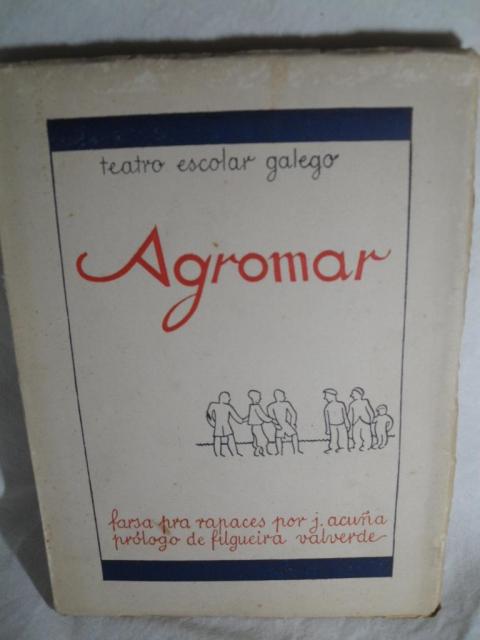 teatro escolar galego
Agromar
farsa pra rapaces por j. acuña
prólogo de filgueira valverde